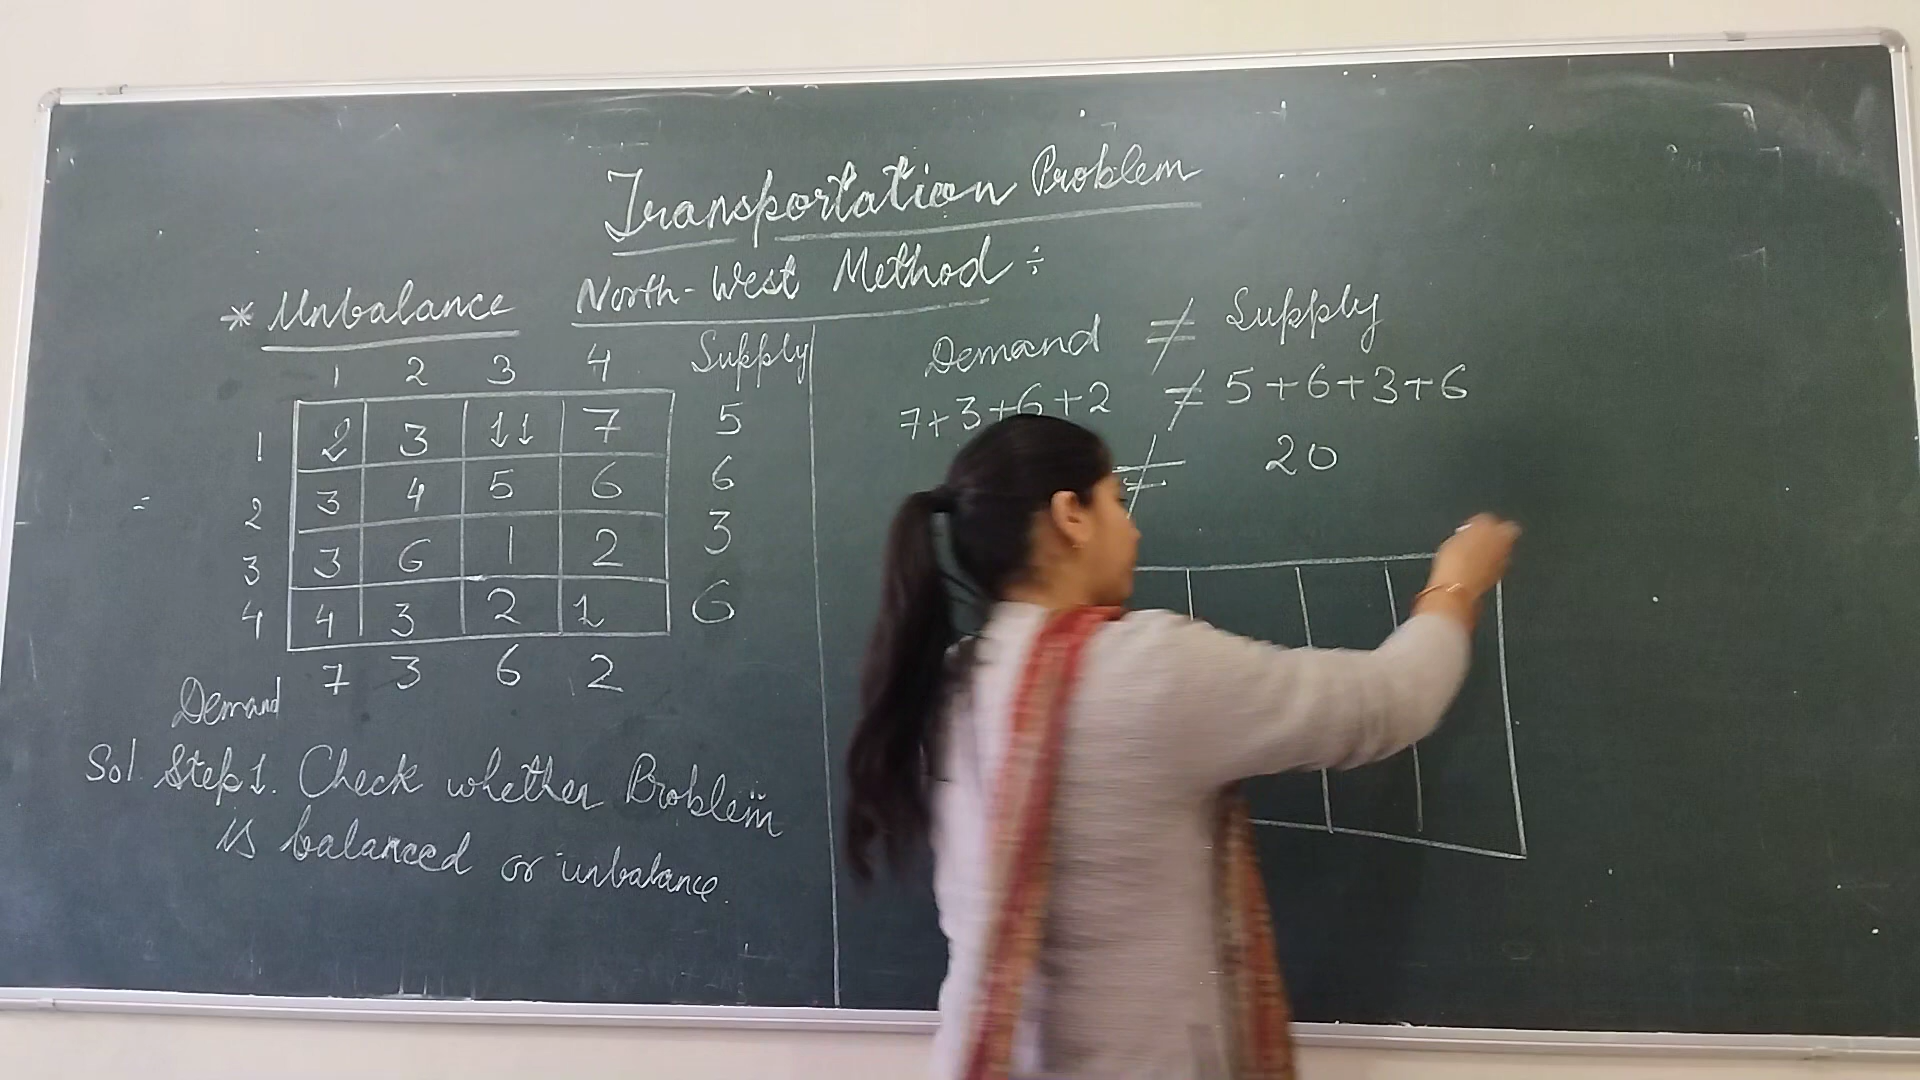 Transportation Problem
* Unbalance North-West Method ÷
1 2 3 4 Supply
1 2 3 11 7 5
2 3 4 5 6 6
3 3 6 1 2 3
4 4 3 2 1 6
Demand 7 3 6 2
Sol. Step 1. Check whether Problem
is balanced or unbalance.
Demand ≠ Supply
7+3+6+2 ≠ 5+6+3+6
≠ 20